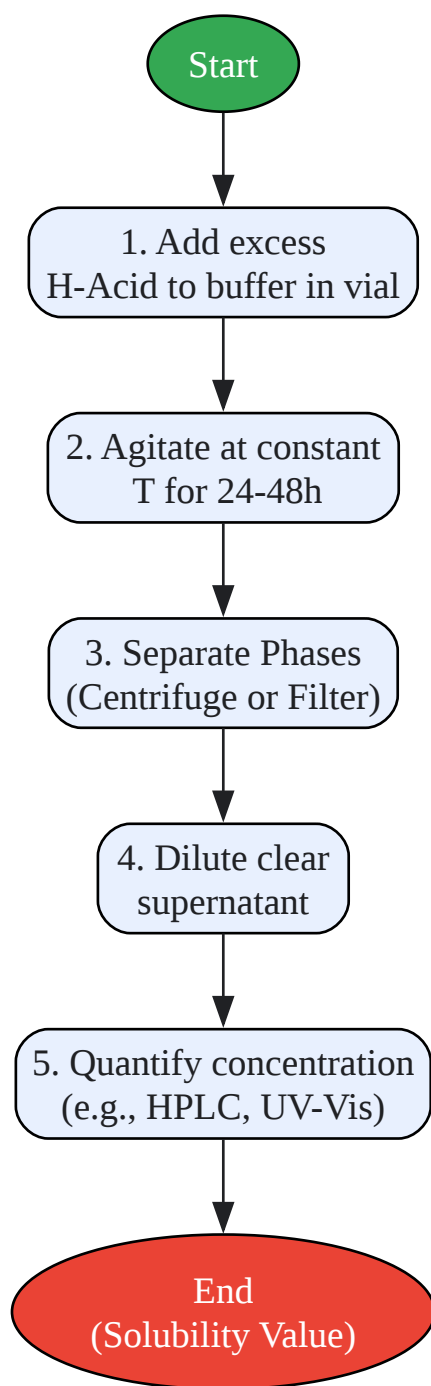 Start
1. Add excess
H-Acid to buffer in vial
2. Agitate at constant
T for 24-48h
3. Separate Phases
(Centrifuge or Filter)
4. Dilute clear
supernatant
5. Quantify concentration
(e.g., HPLC, UV-Vis)
End
(Solubility Value)